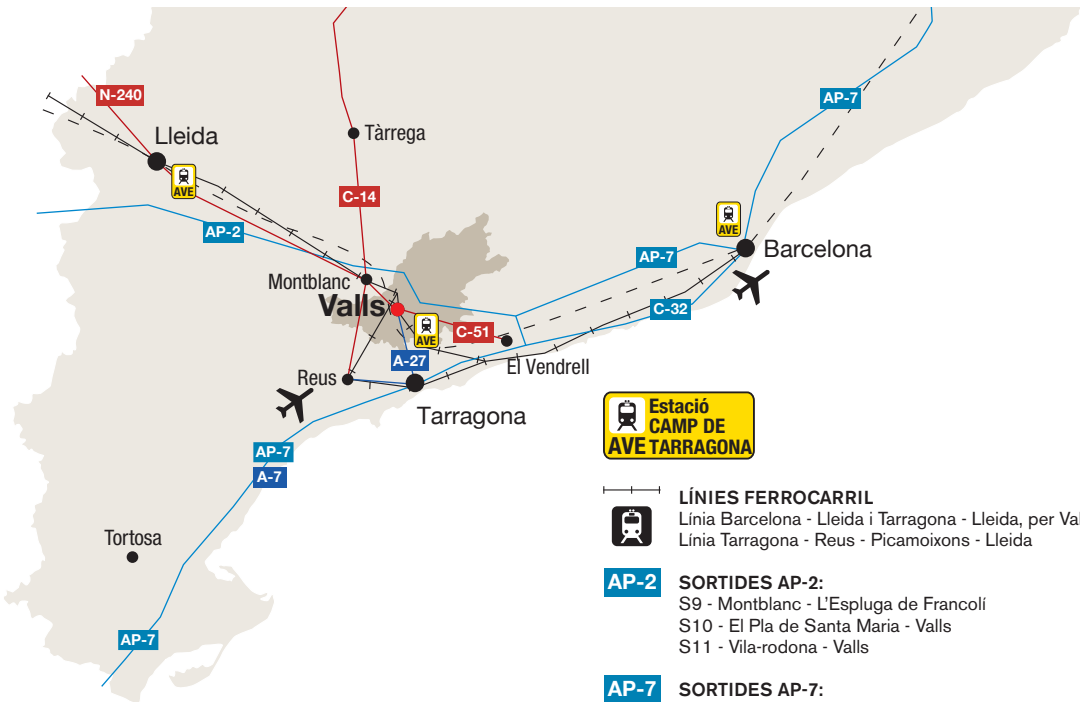 N-240
AP-7
Lleida
Tàrrega
AVE
C-14
AVE
AP-2
Barcelona
AP-7
Montblanc
Valls
C-32
AVE
C-51
A-27
El Vendrell
Reus
Tarragona
AP-7
A-7
Tortosa
AP-7
Estació
CAMP DE
AVE TARRAGONA
LÍNIES FERROCARRIL
Línia Barcelona - Lleida i Tarragona - Lleida, per
Línia Tarragona - Reus - Picamoixons - Lleida
AP-2 SORTIDES AP-2:
S9 - Montblanc - L'Espluga de Francolí
S10 - El Pla de Santa Maria - Valls
S11 - Vila-rodona - Valls
AP-7 SORTIDES AP-7: